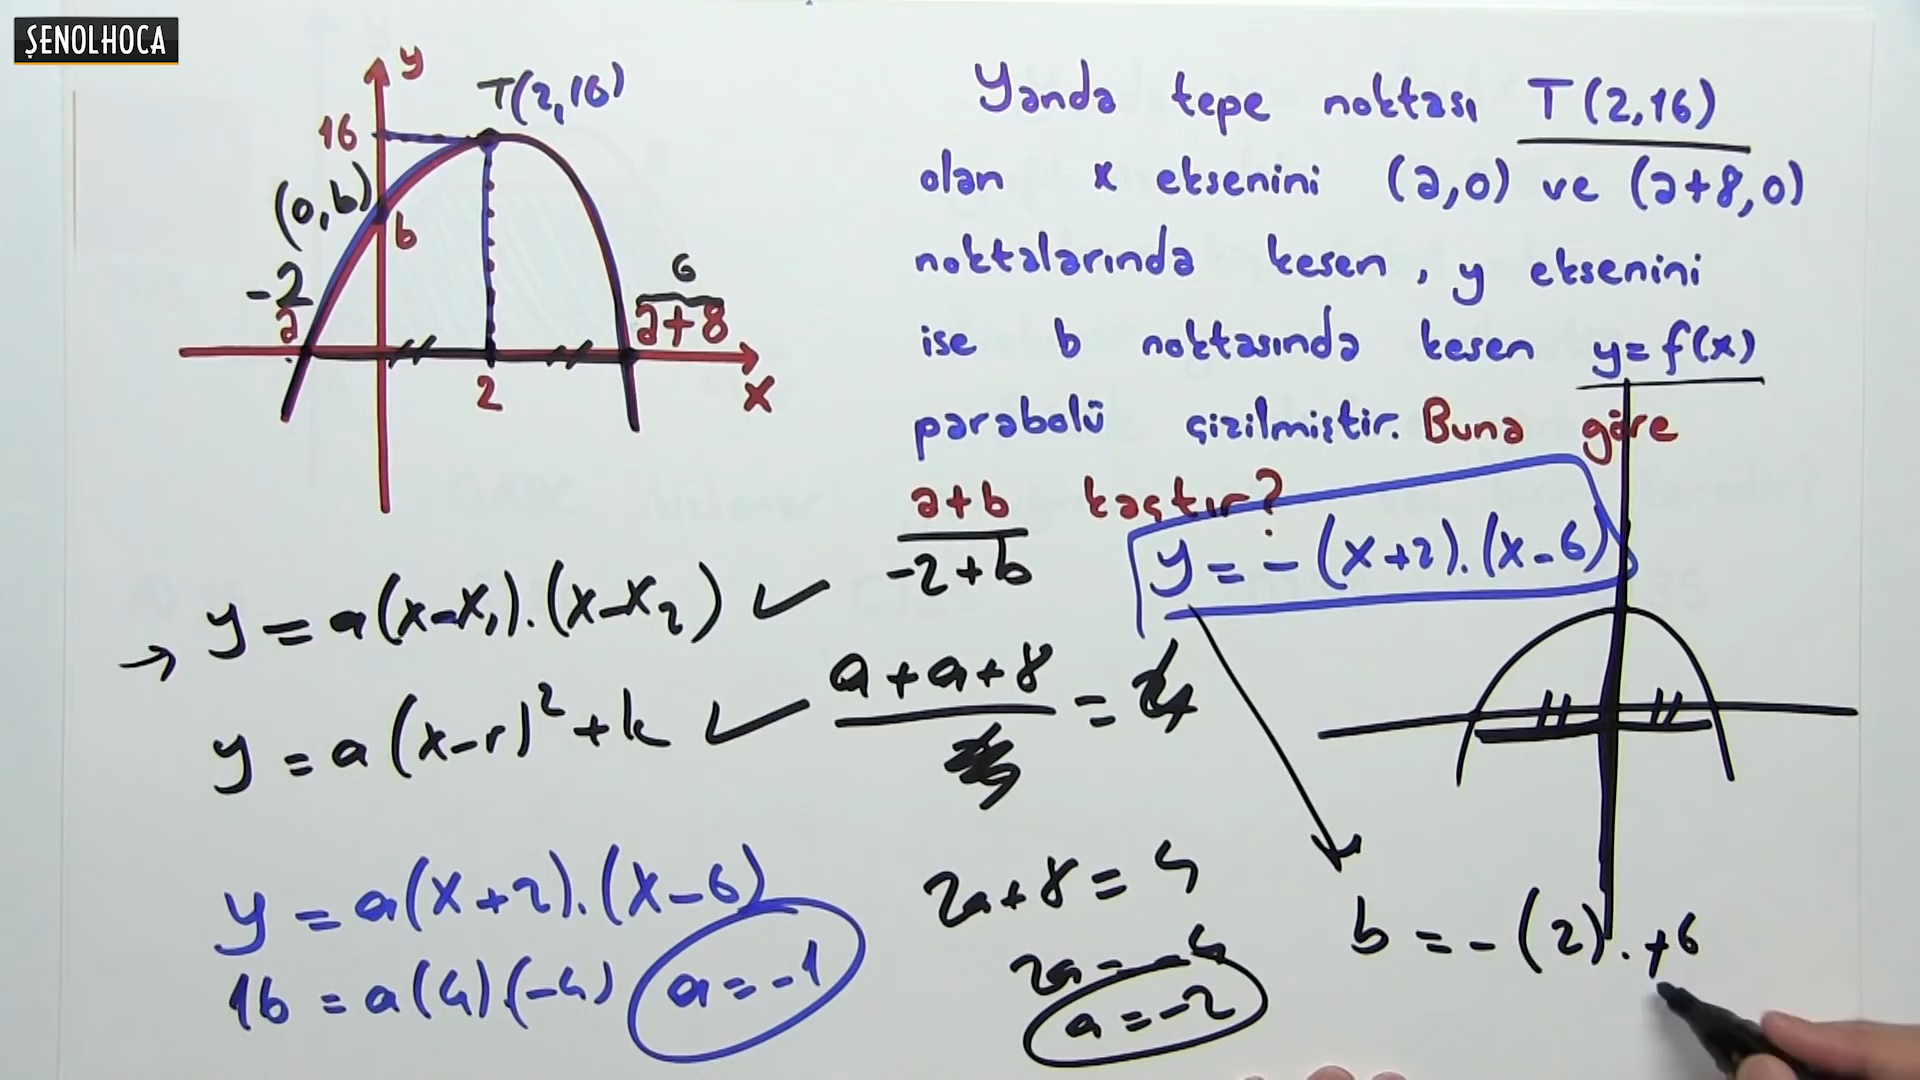 ŞENOLHOCA
y
T(2,16)
16
(0,b)
b
-2
a
6
a+8
2
x
Yanda tepe noktası T(2,16)
olan x eksenini (a,0) ve (a+8,0)
noktalarında kesen, y eksenini
ise b noktasında kesen y=f(x)
parabolü çizilmiştir. Buna göre
a+b kaçtır?
-2+b
y=-(x+2).(x-6)
y=a(x-x₁).(x-x₂) ✓
→
y=a(x-r)²+k ✓
a+a+8 = 4
2a+8=4
2a=-4
a=-2
y=a(x+2).(x-6)
16=a(4)(-4) a=-1
b=-(2).+6